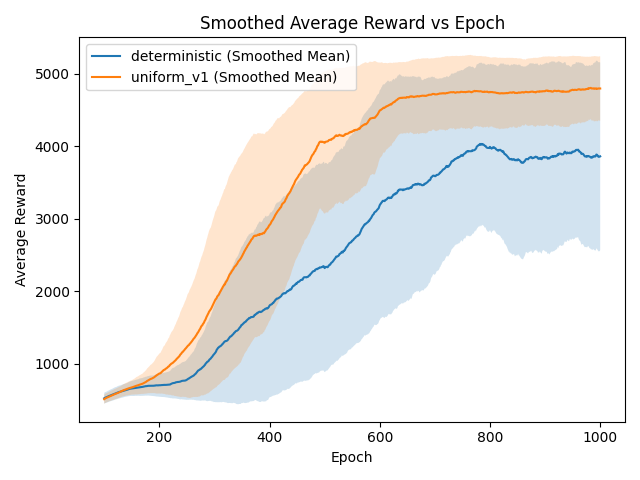 Smoothed Average Reward vs Epoch
deterministic (Smoothed Mean)
uniform_v1 (Smoothed Mean)
Average Reward
5000
4000
3000
2000
1000
200
400
600
800
1000
Epoch